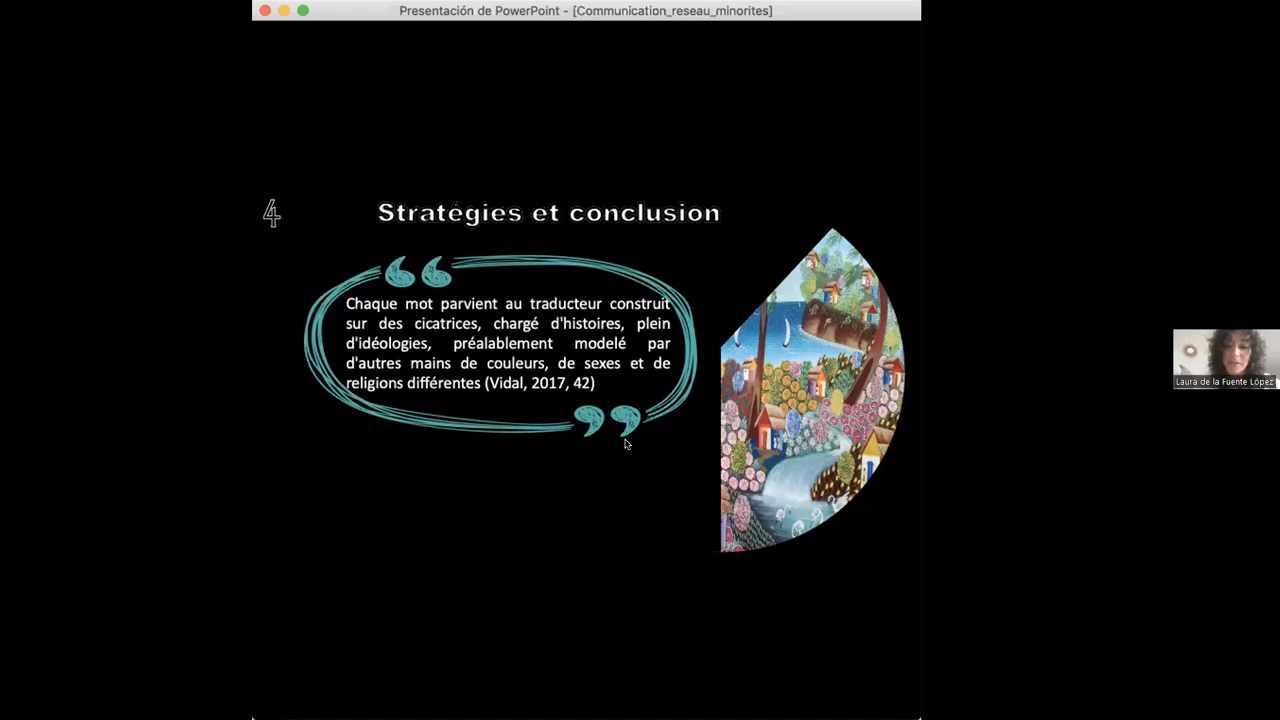 Presentación de PowerPoint - [Communication_reseau_minorites]
4
Stratégies et conclusion
Chaque mot parvient au traducteur construit
sur des cicatrices, chargé d'histoires, plein
d'idéologies, préalablement modelé par
d'autres mains de couleurs, de sexes et de
religions différentes (Vidal, 2017, 42)
Laura de la Fuente López